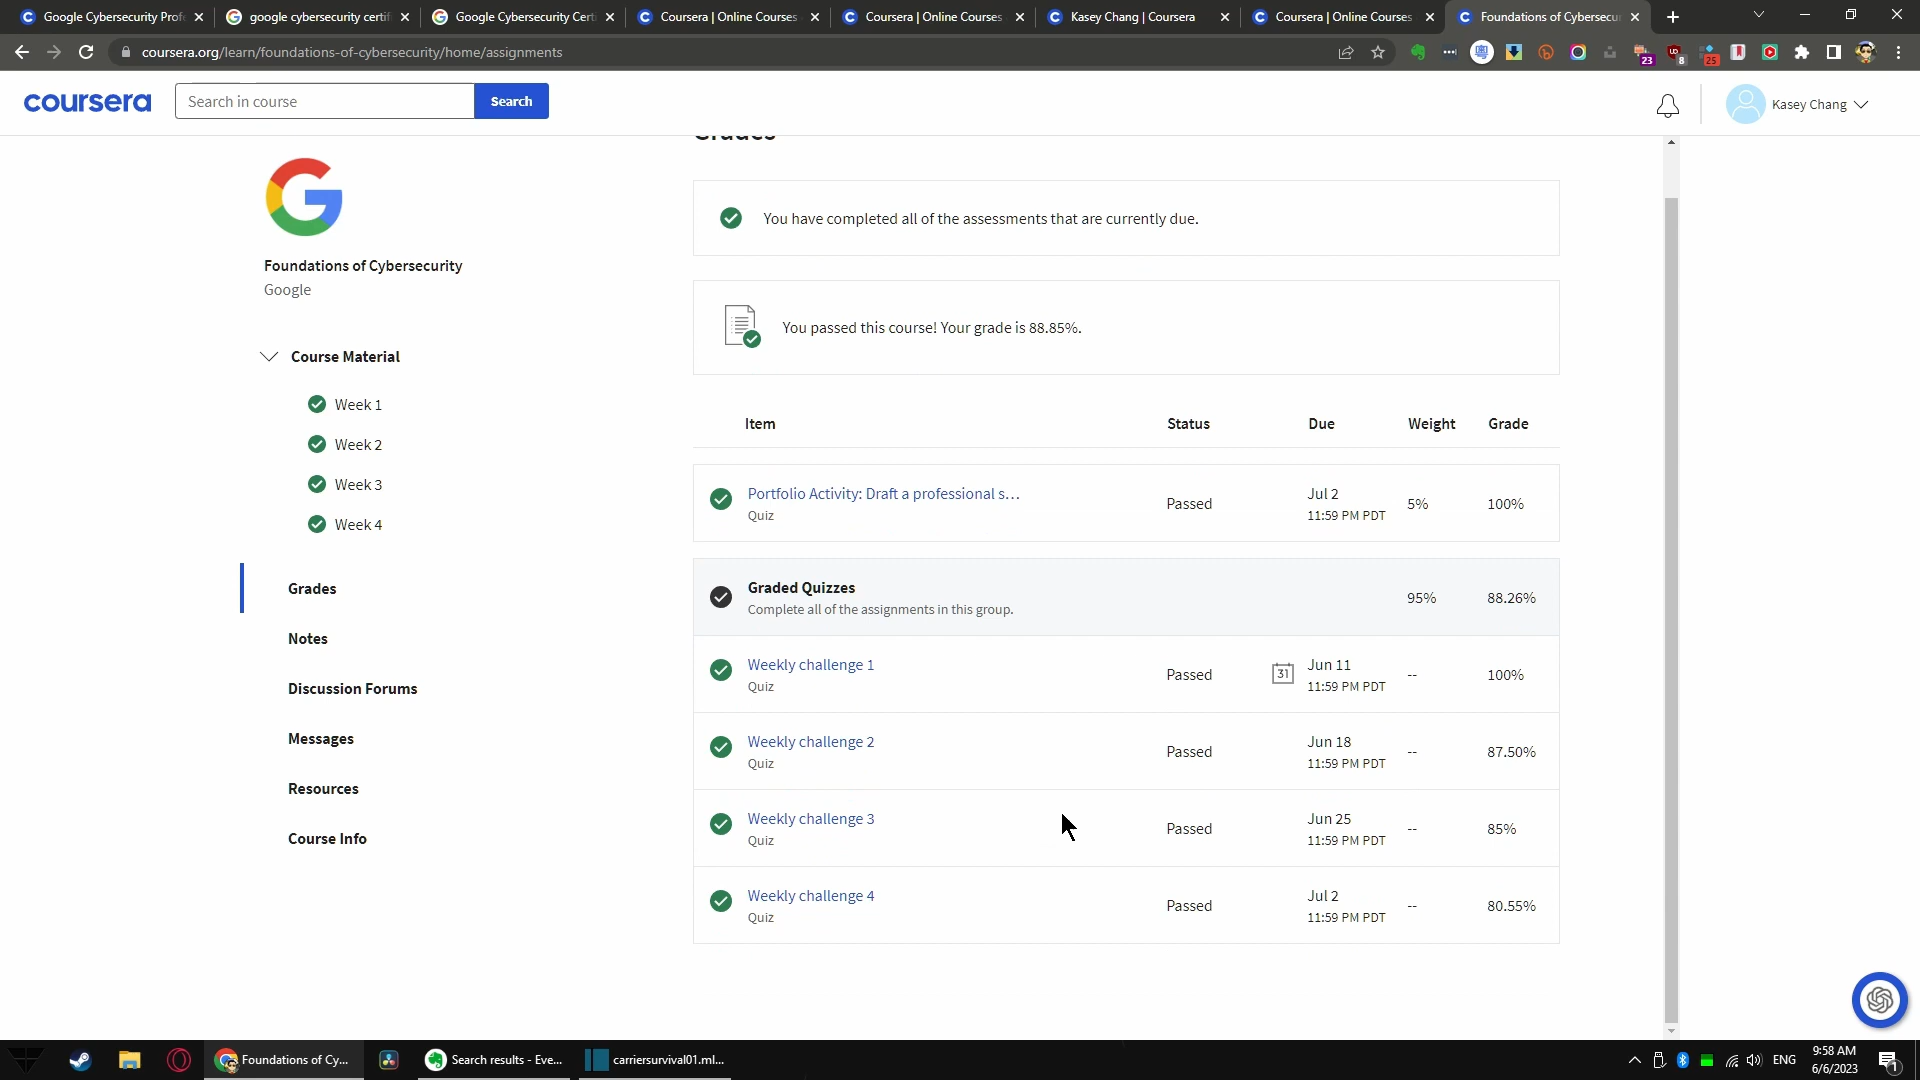 Google Cybersecurity Profe
google cybersecurity certifi
Google Cybersecurity Certi
Coursera | Online Courses
Coursera | Online Courses
Kasey Chang | Coursera
Coursera | Online Courses
Foundations of Cybersecur
coursera.org/learn/foundations-of-cybersecurity/home/assignments
23
8
25
coursera
Search in course
Search
Kasey Chang
Grades
You have completed all of the assessments that are currently due.
Foundations of Cybersecurity
Google
You passed this course! Your grade is 88.85%.
Course Material
Week 1
Week 2
Week 3
Week 4
Grades
Notes
Discussion Forums
Messages
Resources
Course Info
Item Status Due Weight Grade
Portfolio Activity: Draft a professional s...
Quiz
Passed
Jul 2
11:59 PM PDT
5%
100%
Graded Quizzes
Complete all of the assignments in this group.
95%
88.26%
Weekly challenge 1
Quiz
Passed
31
Jun 11
11:59 PM PDT
--
100%
Weekly challenge 2
Quiz
Passed
Jun 18
11:59 PM PDT
--
87.50%
Weekly challenge 3
Quiz
Passed
Jun 25
11:59 PM PDT
--
85%
Weekly challenge 4
Quiz
Passed
Jul 2
11:59 PM PDT
--
80.55%
Foundations of Cy...
Search results - Eve...
carriersurvival01.ml...
ENG
9:58 AM
6/6/2023
1